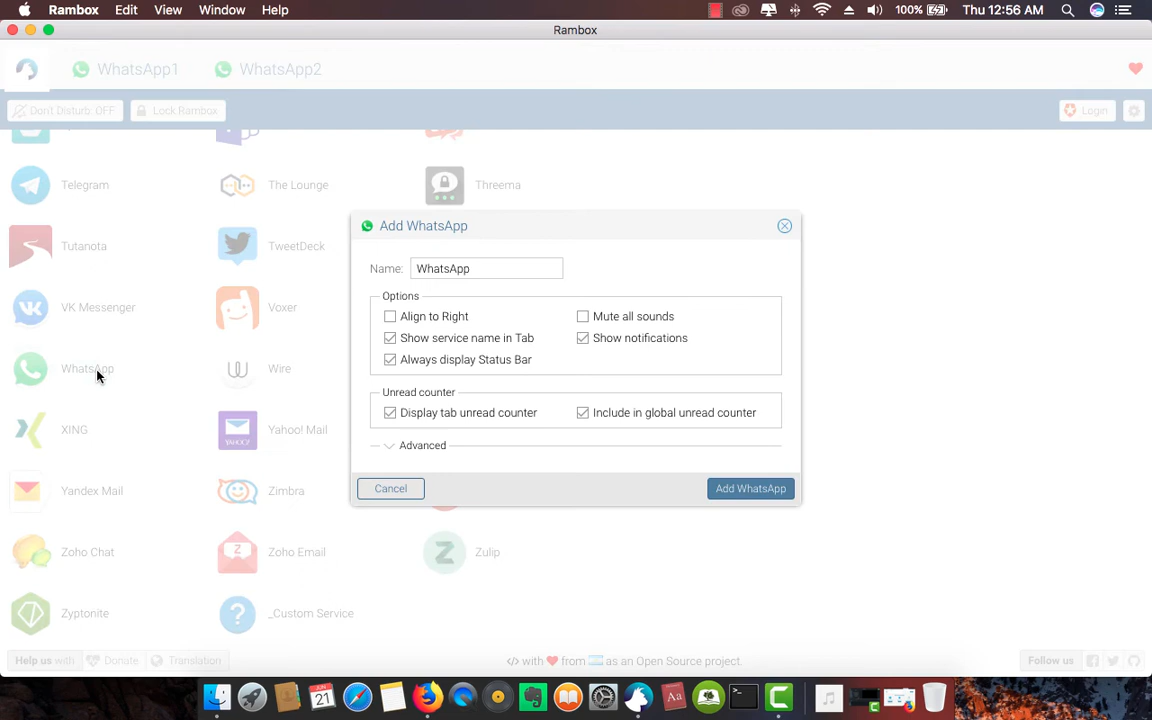 Rambox Edit View Window Help 100% Thu 12:56 AM
Rambox
WhatsApp1 WhatsApp2
Don't Disturb: OFF Lock Rambox Login
Telegram The Lounge Threema
Add WhatsApp
Tutanota TweetDeck
Name: WhatsApp
Options
VK Messenger Voxer
Align to Right Mute all sounds
Show service name in Tab Show notifications
Always display Status Bar
WhatsApp Wire
Unread counter
Display tab unread counter Include in global unread counter
XING Yahoo! Mail
YAHOO!
Advanced
Cancel Add WhatsApp
Yandex Mail Zimbra
Zoho Chat Zoho Email Zulip
Zyptonite _Custom Service
Help us with Donate Translation </> with from as an Open Source project. Follow us
JUN
21